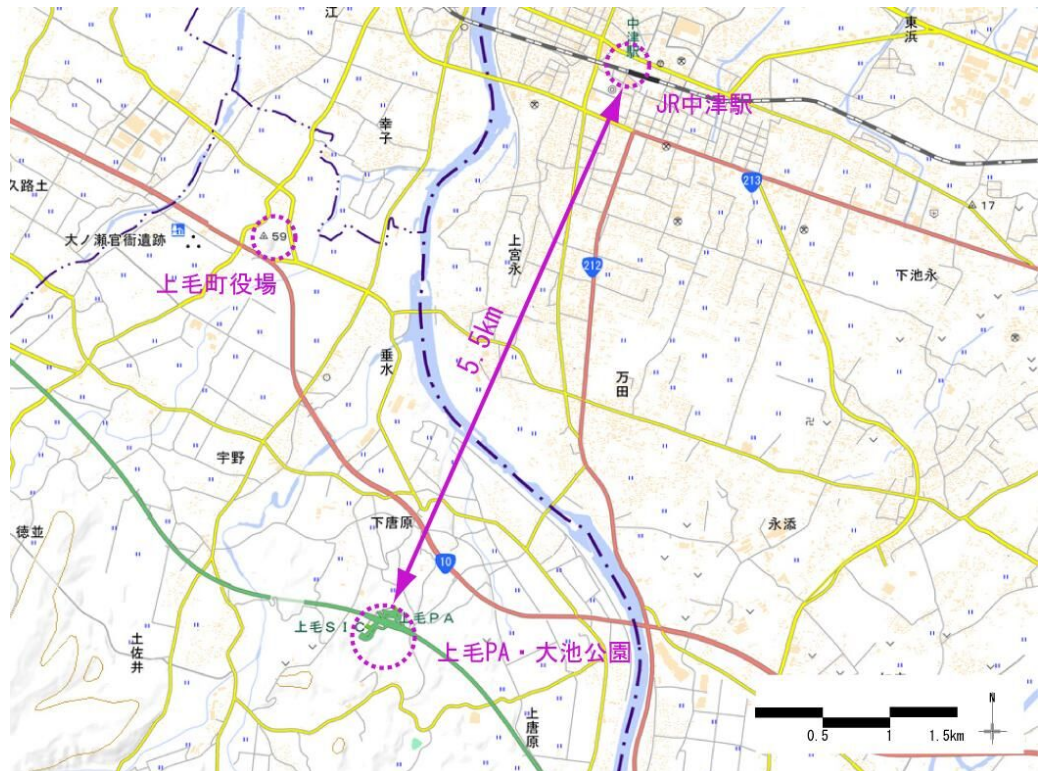 江
中津駅
東浜
JR中津駅
幸子
久路土
213
17
大ノ瀬官衙遺跡
59
上宮永
上毛町役場
212
下池永
5.5km
垂水
万田
宇野
徳並
下唐原
永添
10
上毛SIC
上毛PA
土佐井
上毛PA・大池公園
上唐原
N
0.5 1 1.5km